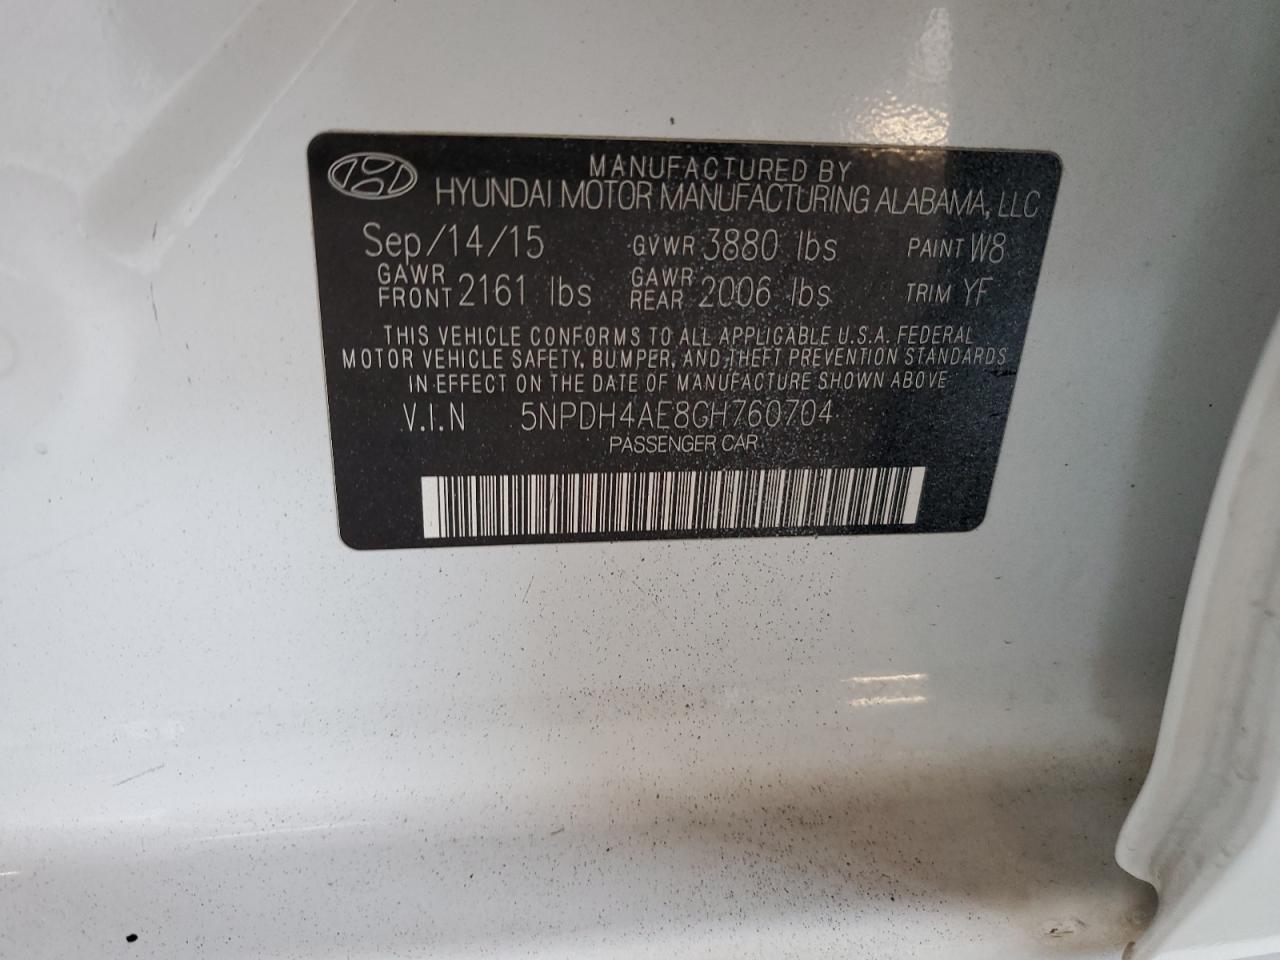 MANUFACTURED BY
HYUNDAI MOTOR MANUFACTURING ALABAMA, LLC
Sep/14/15 GVWR 3880 lbs PAINT W8
GAWR FRONT 2161 lbs GAWR REAR 2006 lbs TRIM YF
THIS VEHICLE CONFORMS TO ALL APPLICABLE U.S.A. FEDERAL
MOTOR VEHICLE SAFETY, BUMPER, AND THEFT PREVENTION STANDARDS
IN EFFECT ON THE DATE OF MANUFACTURE SHOWN ABOVE
V.I.N 5NPDH4AE8GH760704
PASSENGER CAR